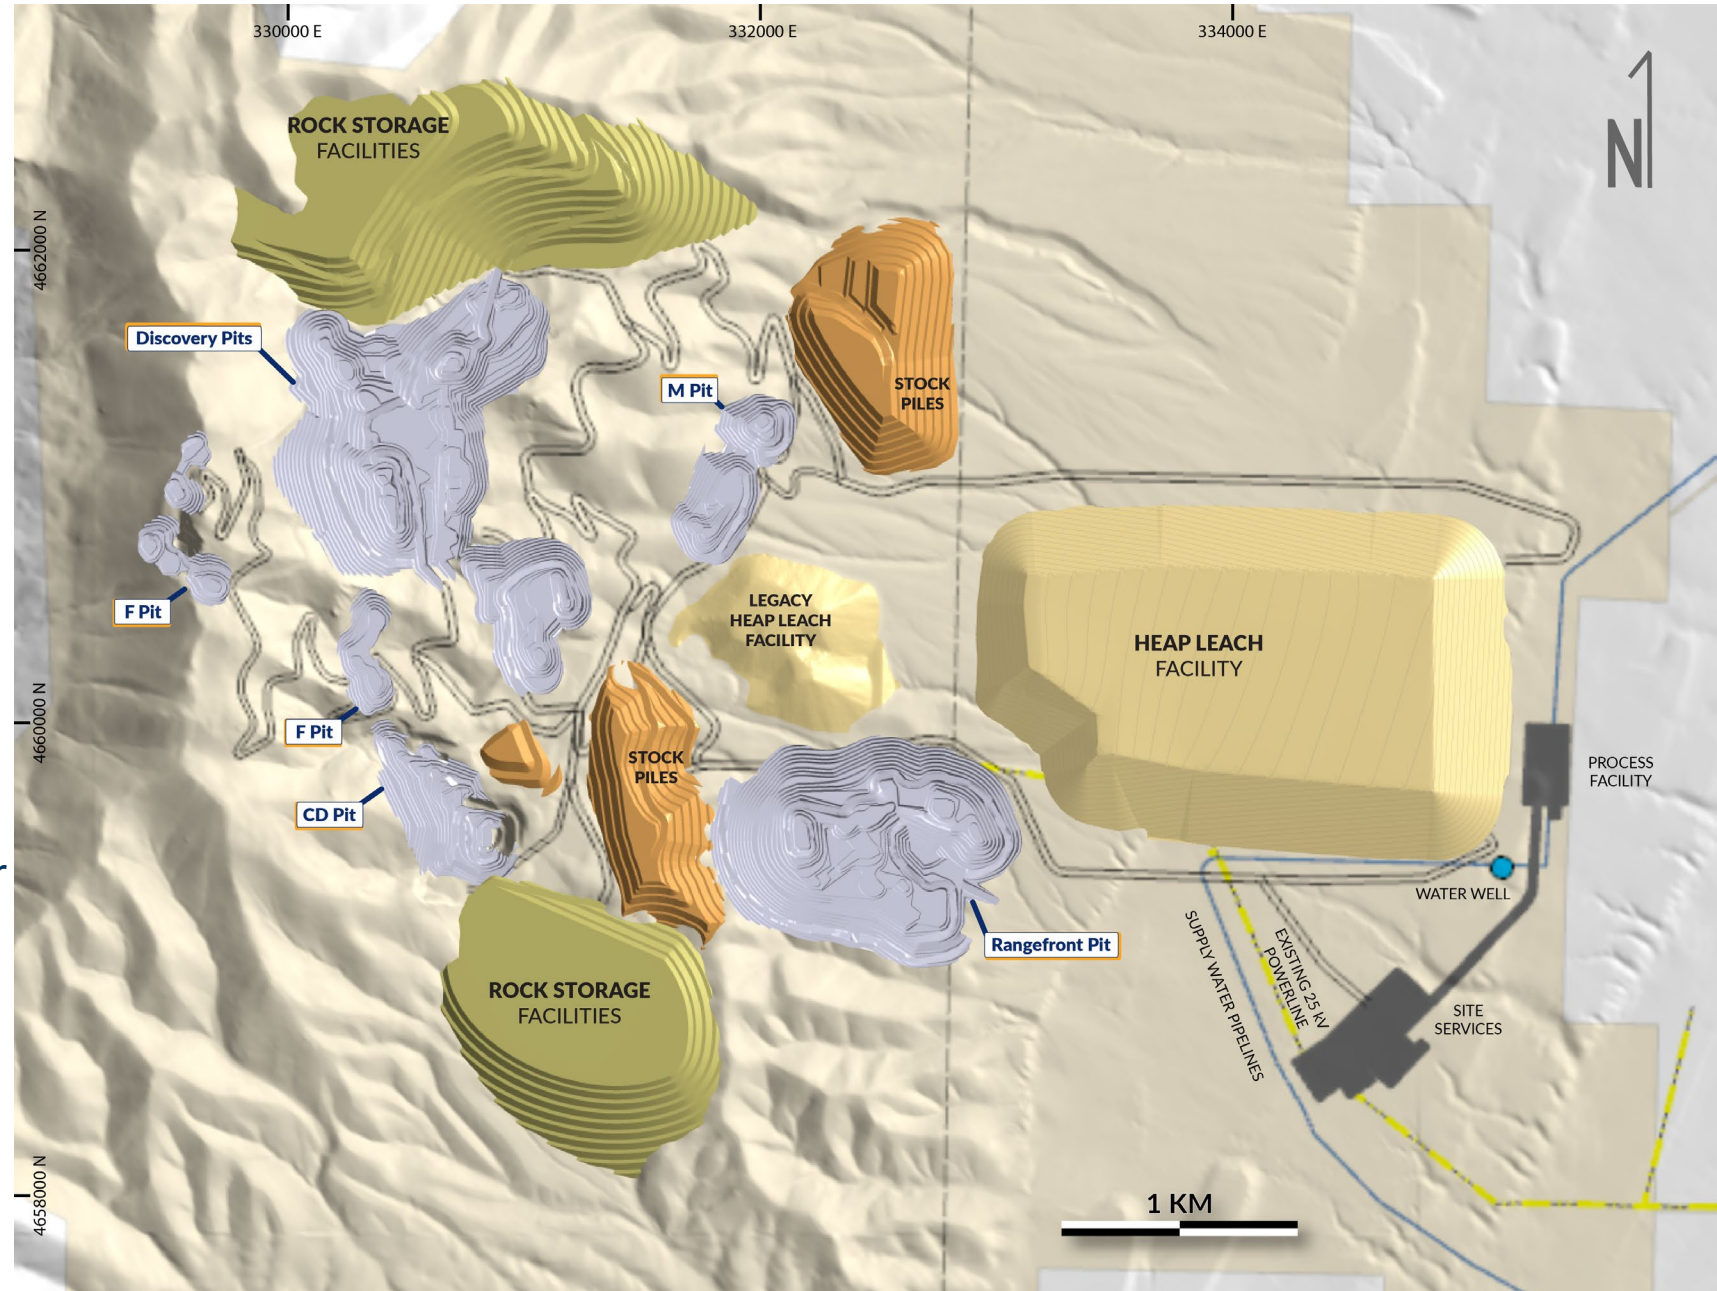 330000 E
332000 E
334000 E
N
ROCK STORAGE
FACILITIES
4662000 N
Discovery Pits
M Pit
STOCK
PILES
F Pit
LEGACY
HEAP LEACH
FACILITY
HEAP LEACH
FACILITY
4660000 N
F Pit
STOCK
PILES
PROCESS
FACILITY
CD Pit
WATER WELL
Rangefront Pit
SUPPLY WATER PIPELINES
EXISTING 25 kV
POWERLINE
ROCK STORAGE
FACILITIES
SITE
SERVICES
4658000 N
1 KM